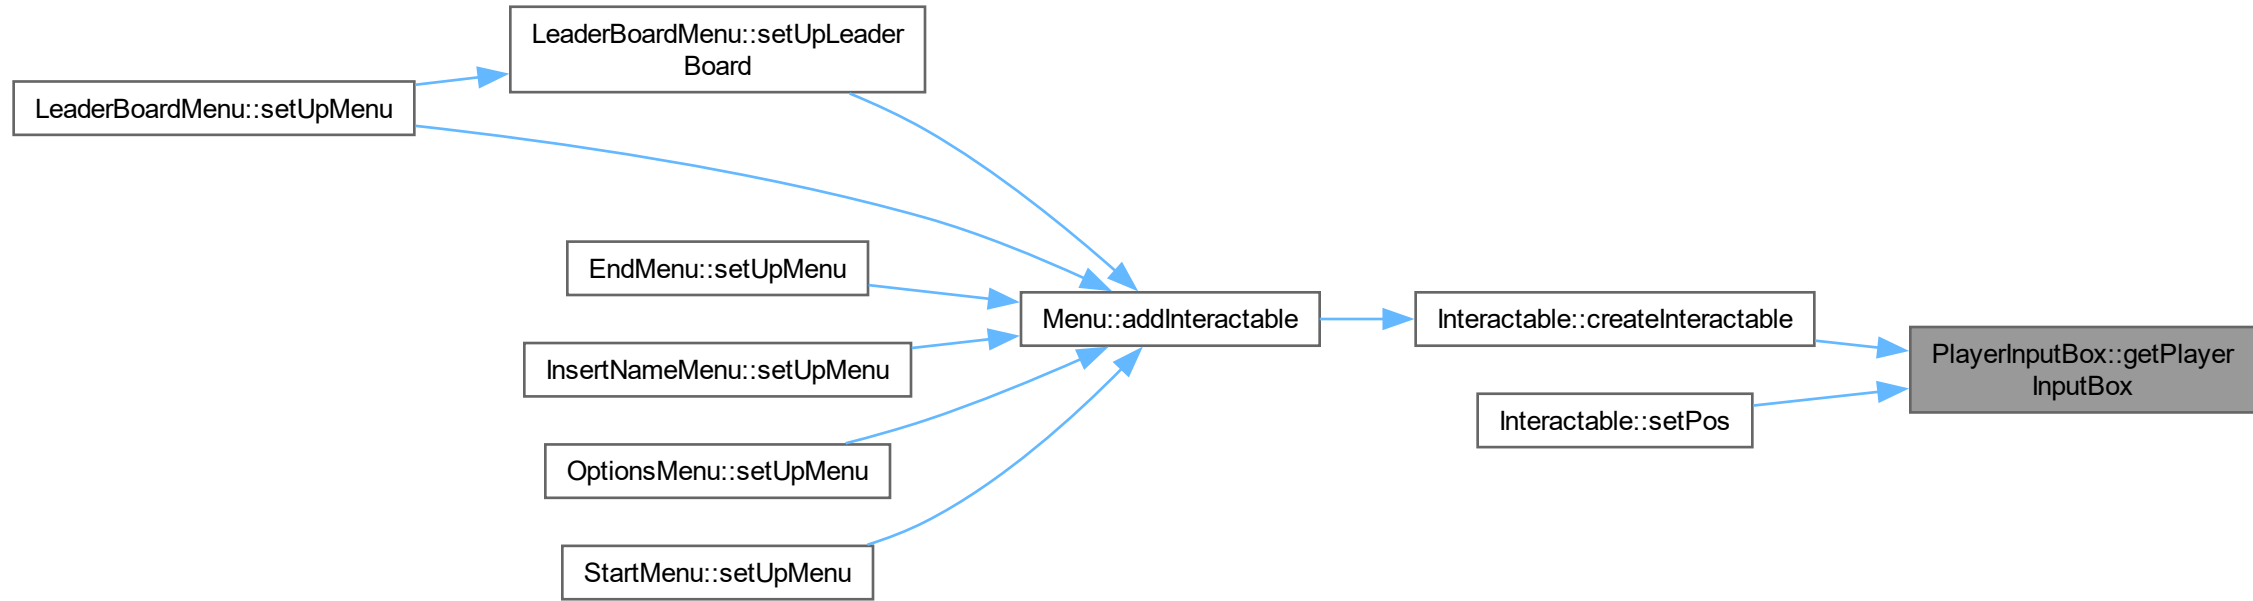 LeaderBoardMenu::setUpLeader
Board
LeaderBoardMenu::setUpMenu
EndMenu::setUpMenu
Menu::addInteractable
Interactable::createInteractable
PlayerInputBox::getPlayer
InputBox
InsertNameMenu::setUpMenu
Interactable::setPos
OptionsMenu::setUpMenu
StartMenu::setUpMenu